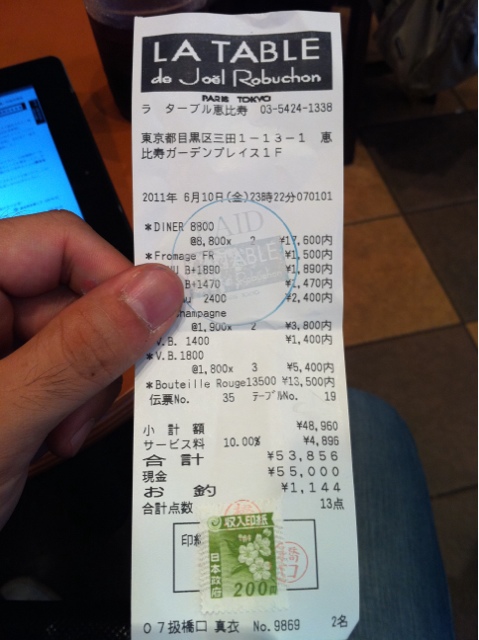 LA TABLE
de Joël Robuchon
PARIS TOKYO
ラ ターブル恵比寿 03-5424-1338
東京都目黒区三田1-13-1 恵
比寿ガーデンプレイス1F
2011年 6月10日(金)23時22分070101
*DINER 8800
@8,800x 2 ¥17,600内
*Fromage FR ¥1,500内
B+1890 ¥1,890内
B+1470 ¥1,470内
2400 ¥2,400内
champagne
@1,900x 2 ¥3,800内
V.B. 1400 ¥1,400内
*V.B.1800
@1,800x 3 ¥5,400内
*Bouteille Rouge13500 ¥13,500内
伝票No. 35 テーブルNo. 19
小計額 ¥48,960
サービス料 10.00% ¥4,896
合計 ¥53,856
現金 ¥55,000
お釣 ¥1,144
合計点数 13点
PAID
TABLE
印紙
収入印紙
日本政府
200円
07扱橋口 真衣 No.9869 2名